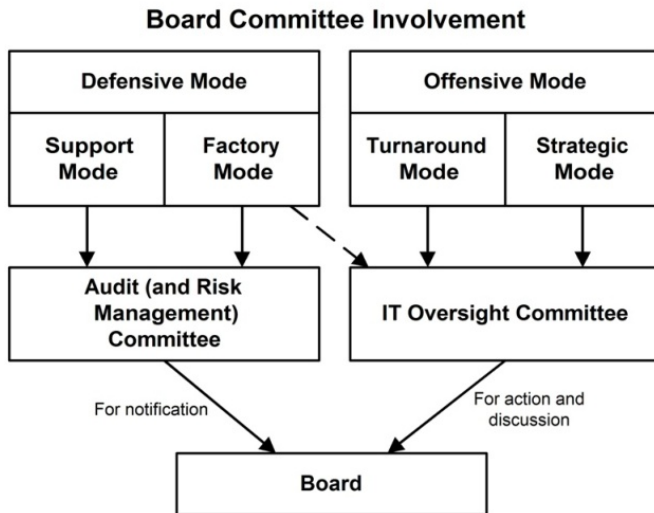 Board Committee Involvement
Defensive Mode
Offensive Mode
Support
Mode
Factory
Mode
Turnaround
Mode
Strategic
Mode
Audit (and Risk
Management)
Committee
IT Oversight Committee
For notification
For action and
discussion
Board